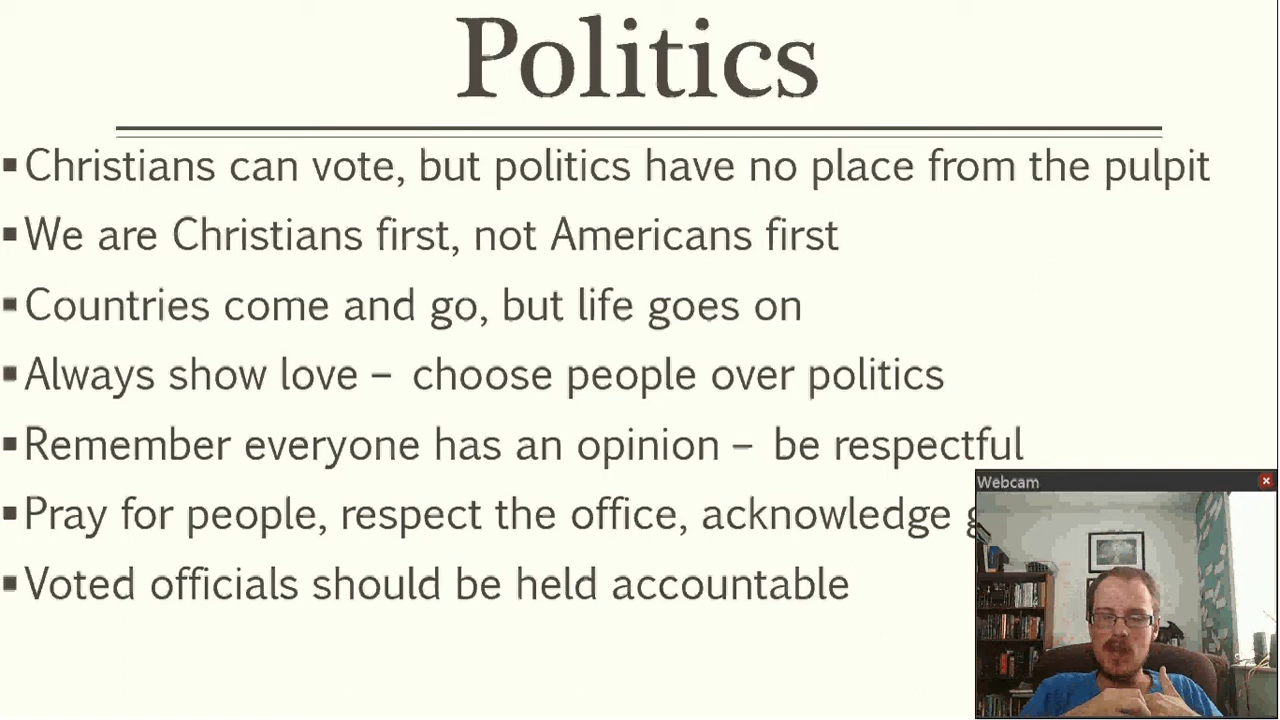 Politics
▪Christians can vote, but politics have no place from the pulpit
▪We are Christians first, not Americans first
▪Countries come and go, but life goes on
▪Always show love – choose people over politics
▪Remember everyone has an opinion – be respectful
▪Pray for people, respect the office, acknowledge
▪Voted officials should be held accountable
Webcam